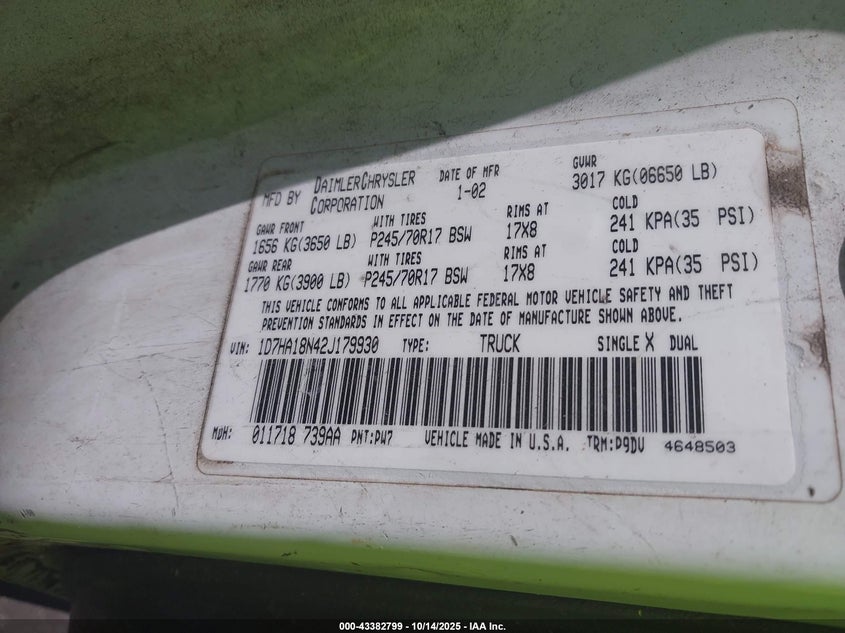 MFD BY DAIMLERCHRYSLER CORPORATION DATE OF MFR 1-02 GVWR 3017 KG(06650 LB)
GAWR FRONT WITH TIRES RIMS AT COLD
1656 KG(3650 LB) P245/70R17 BSW 17X8 241 KPA(35 PSI)
GAWR REAR WITH TIRES RIMS AT COLD
1770 KG(3900 LB) P245/70R17 BSW 17X8 241 KPA(35 PSI)
THIS VEHICLE CONFORMS TO ALL APPLICABLE FEDERAL MOTOR VEHICLE SAFETY AND THEFT
PREVENTION STANDARDS IN EFFECT ON THE DATE OF MANUFACTURE SHOWN ABOVE.
VIN: 1D7HA18N42J179930 TYPE: TRUCK SINGLE X DUAL
MDH: 011718 739AA PNT:PW7 VEHICLE MADE IN U.S.A. TRM:P9DV 4648503
000-43382799 - 10/14/2025 - IAA Inc.